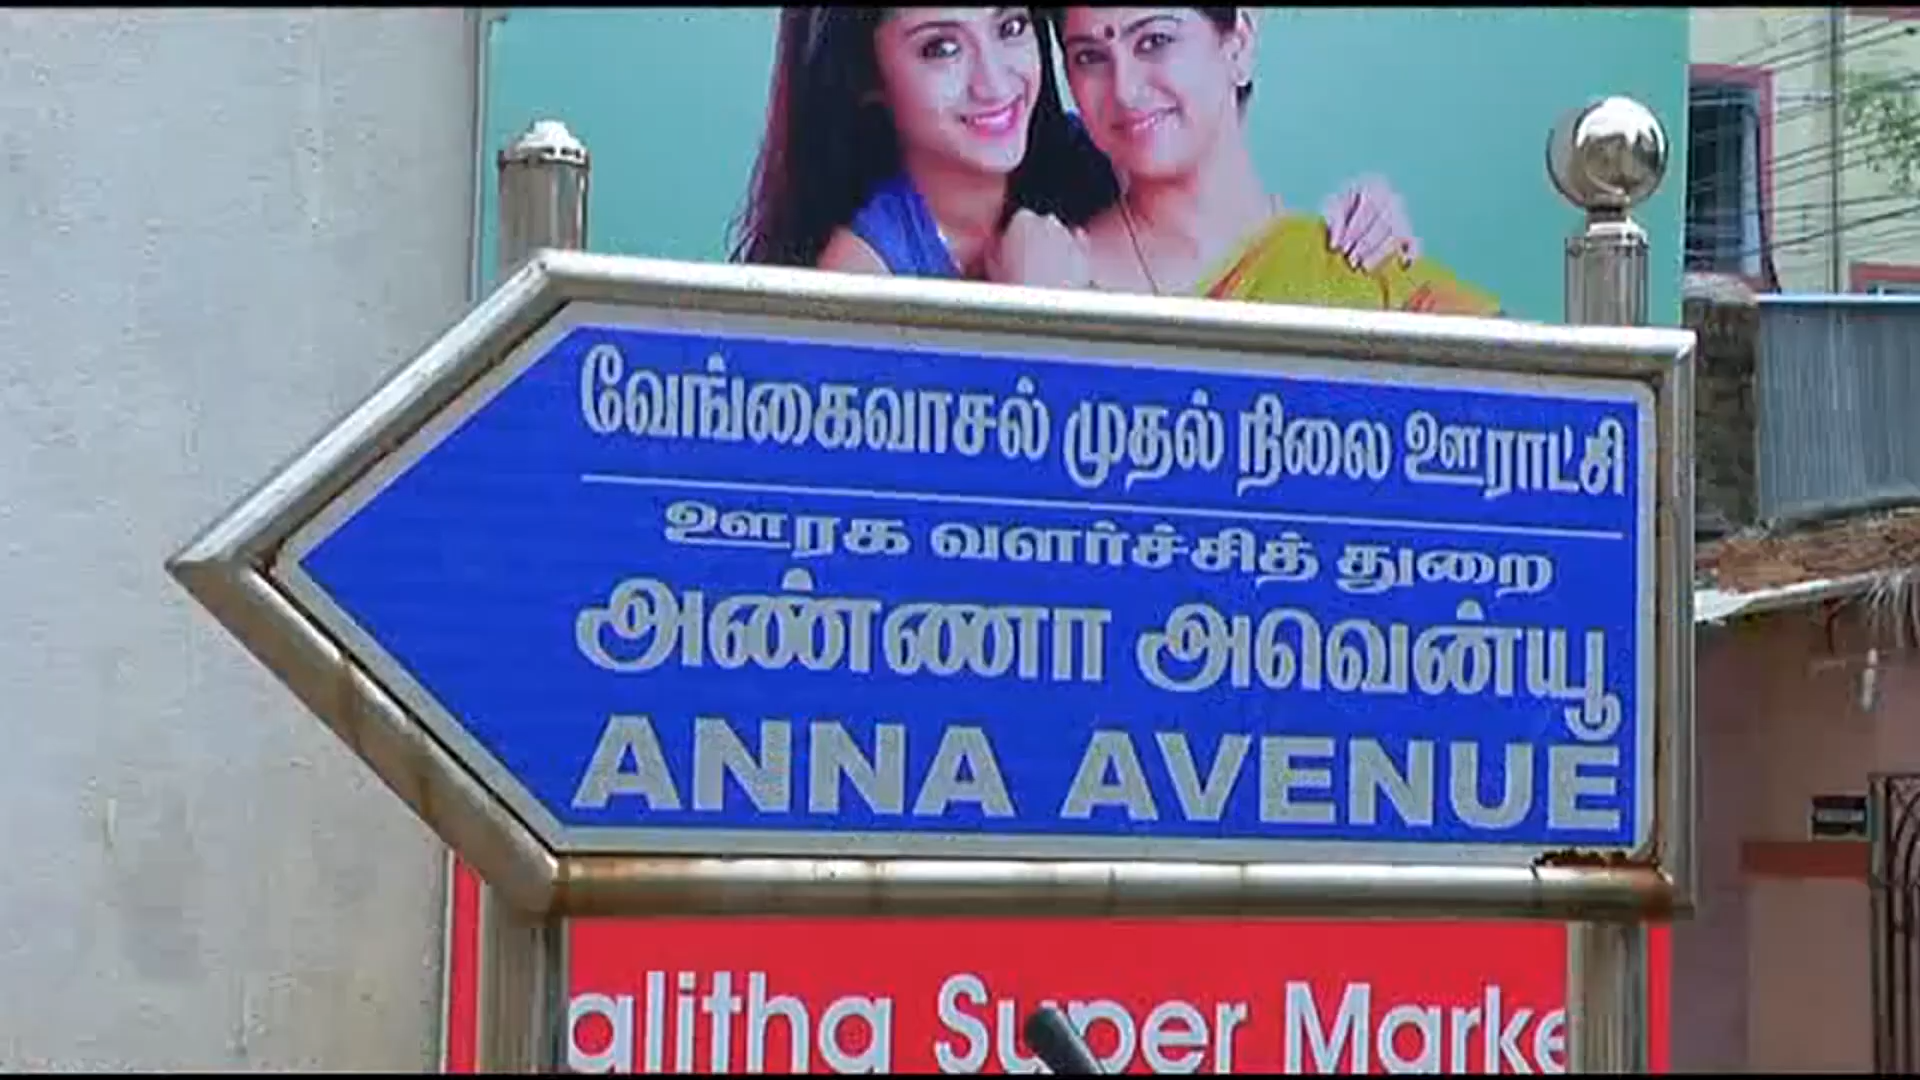 வேங்கைவாசல் முதல் நிலை ஊராட்சி
ஊரக வளர்ச்சித் துறை
அண்ணா அவென்யூ
ANNA AVENUE
alitha Super Marke